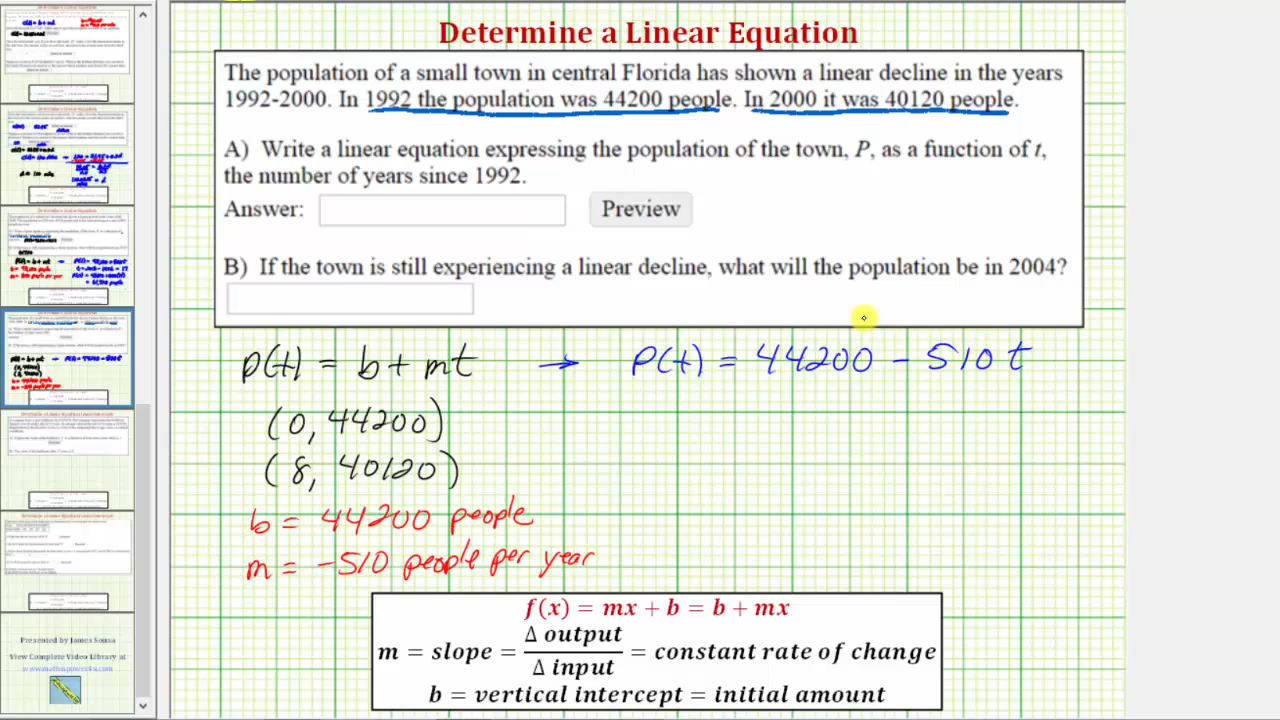 Determine a Linear Equation
The population of a small town in central Florida has shown a linear decline in the years
1992-2000. In 1992 the population was 44200 people. In 2000 it was 40120 people.
A) Write a linear equation expressing the population of the town, P, as a function of t,
the number of years since 1992.
Answer:
Preview
B) If the town is still experiencing a linear decline, what will the population be in 2004?
P(t) = b + mt → P(t) = 44200 - 510 t
(0, 44200)
(8, 40120)
b = 44200 people
m = -510 people per year
f(x) = mx + b = b + mx
m = slope = Δ output / Δ input = constant rate of change
b = vertical intercept = initial amount
Presented by James Sousa
View Complete Video Library at
www.mathispower4u.com